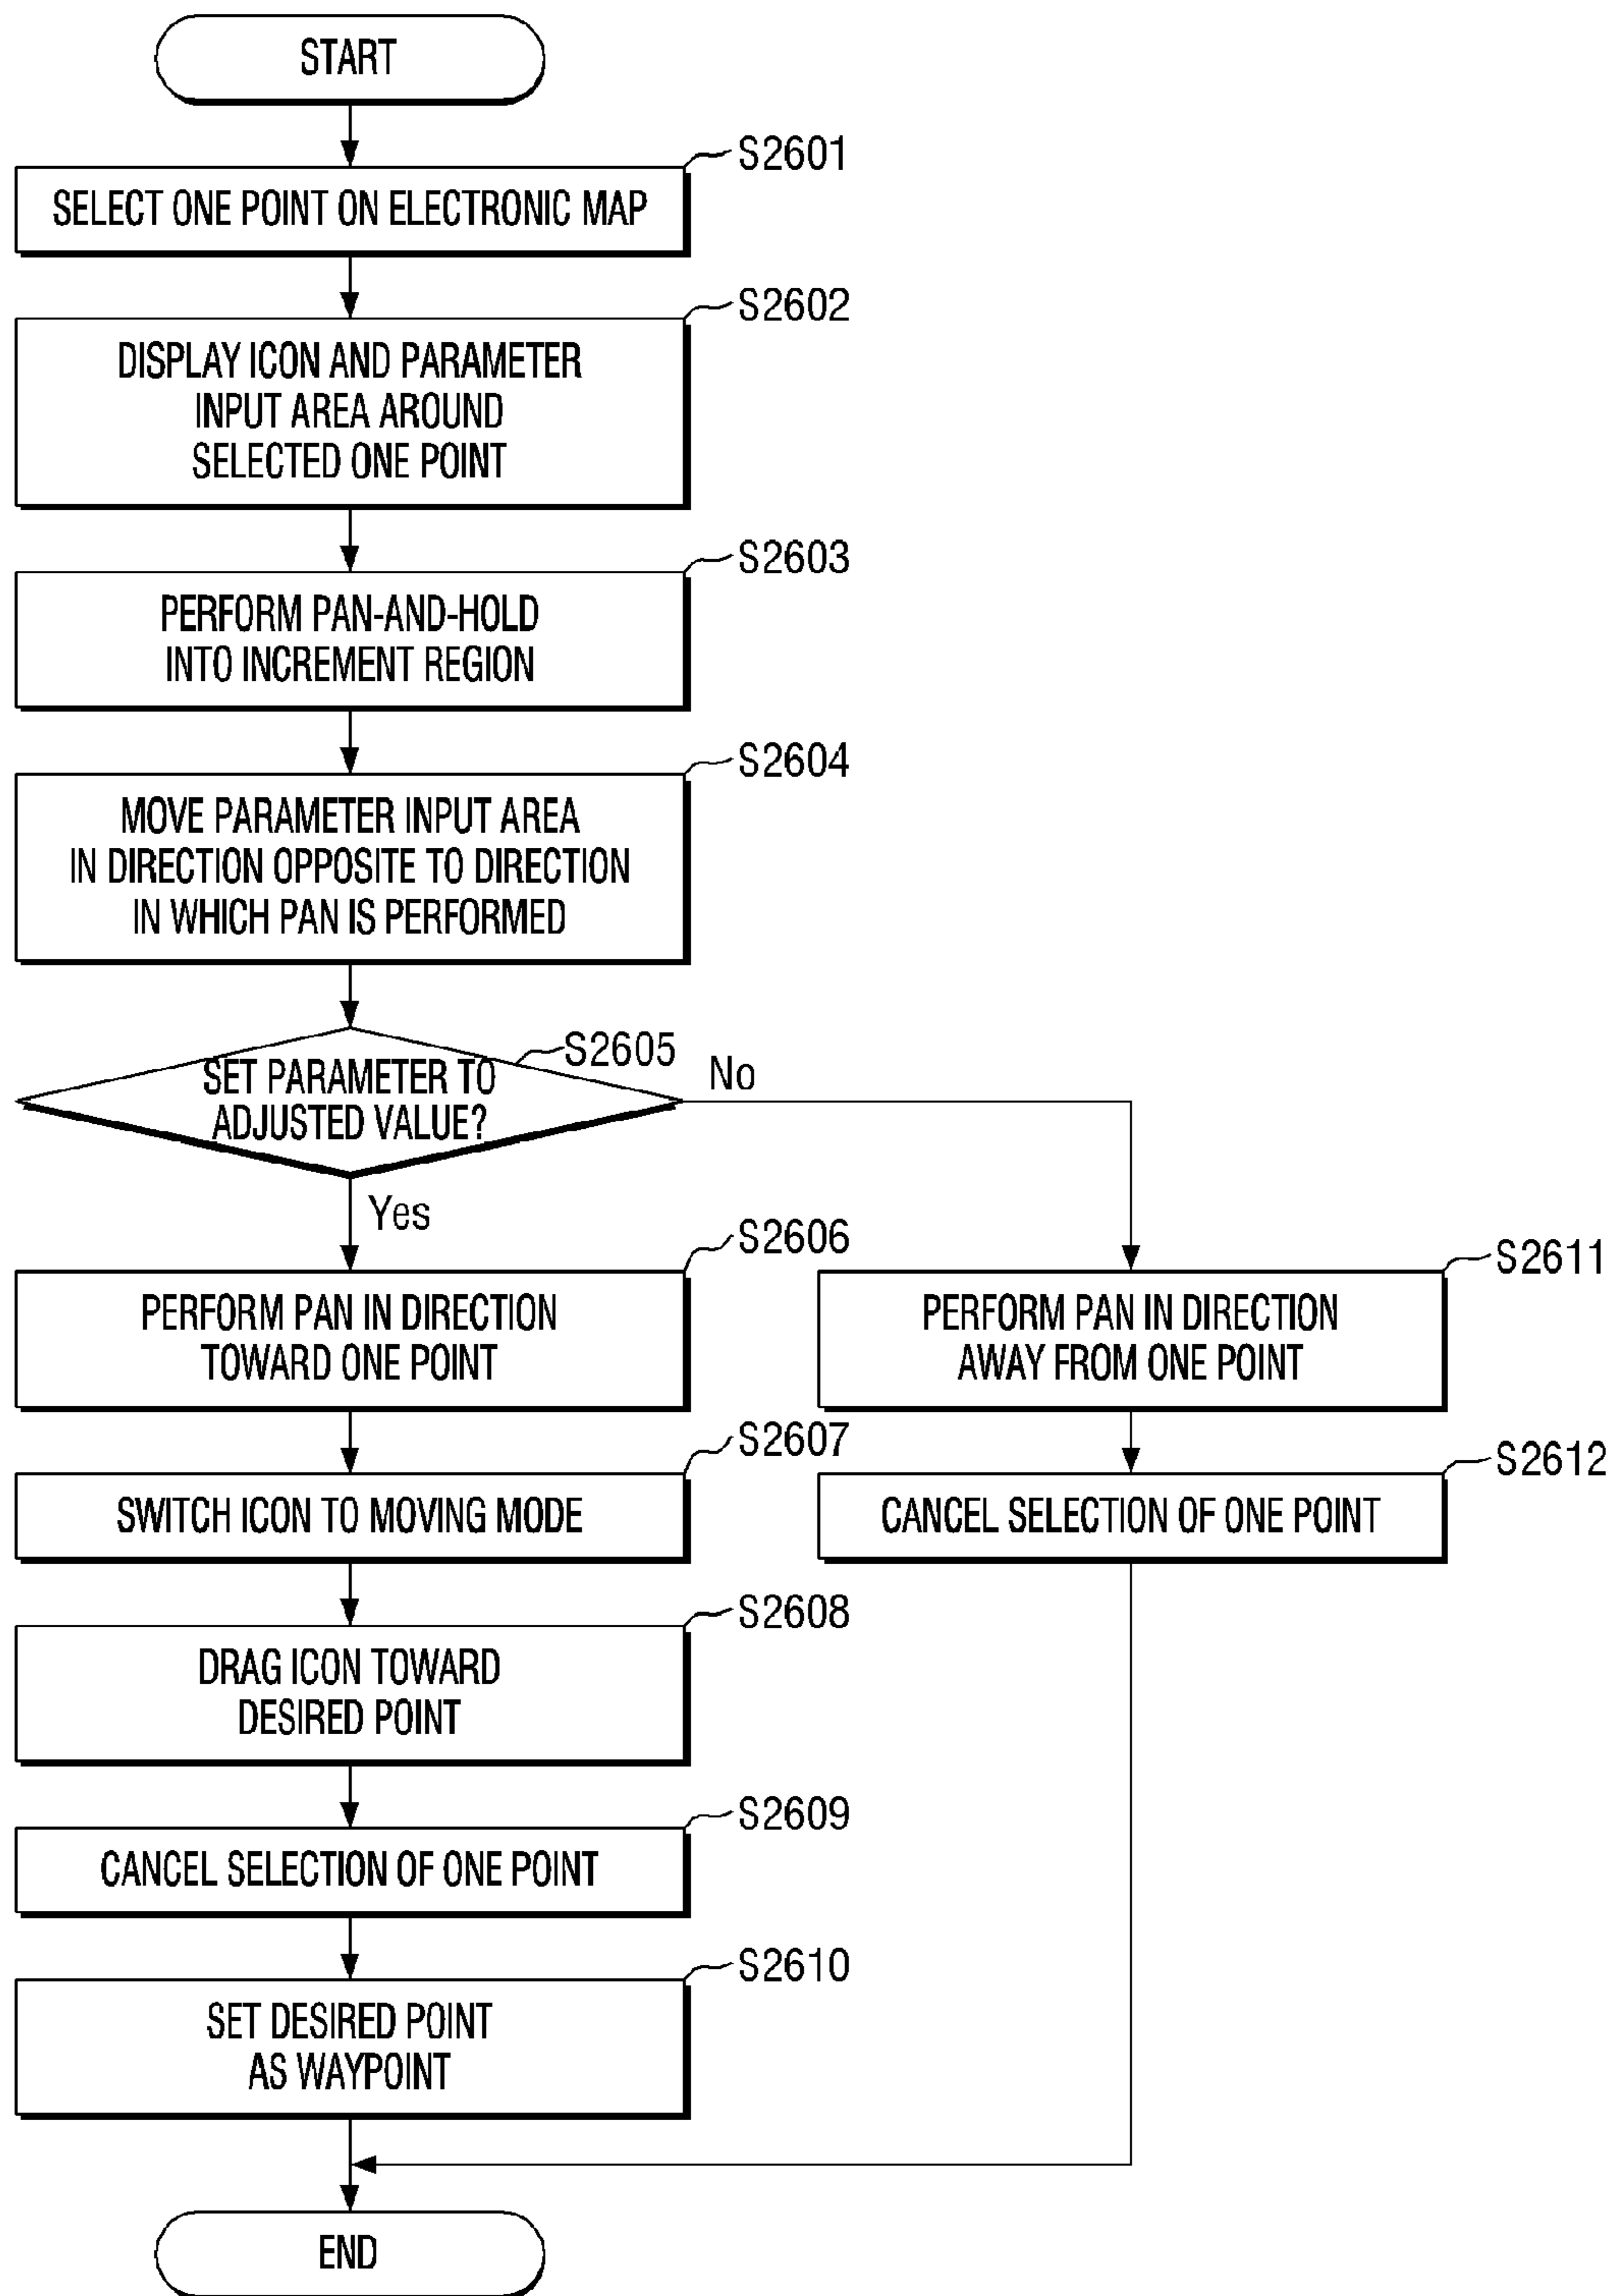 START
S2601
SELECT ONE POINT ON ELECTRONIC MAP
S2602
DISPLAY ICON AND PARAMETER
INPUT AREA AROUND
SELECTED ONE POINT
S2603
PERFORM PAN-AND-HOLD
INTO INCREMENT REGION
S2604
MOVE PARAMETER INPUT AREA
IN DIRECTION OPPOSITE TO DIRECTION
IN WHICH PAN IS PERFORMED
S2605
SET PARAMETER TO
ADJUSTED VALUE?
No
Yes
S2606
PERFORM PAN IN DIRECTION
TOWARD ONE POINT
S2611
PERFORM PAN IN DIRECTION
AWAY FROM ONE POINT
S2607
SWITCH ICON TO MOVING MODE
S2612
CANCEL SELECTION OF ONE POINT
S2608
DRAG ICON TOWARD
DESIRED POINT
S2609
CANCEL SELECTION OF ONE POINT
S2610
SET DESIRED POINT
AS WAYPOINT
END